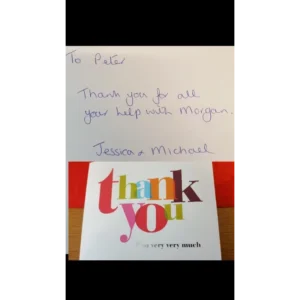 To Peter
Thank you for all
your help with Morgan.
Jessica & Michael
thank
you
very very much